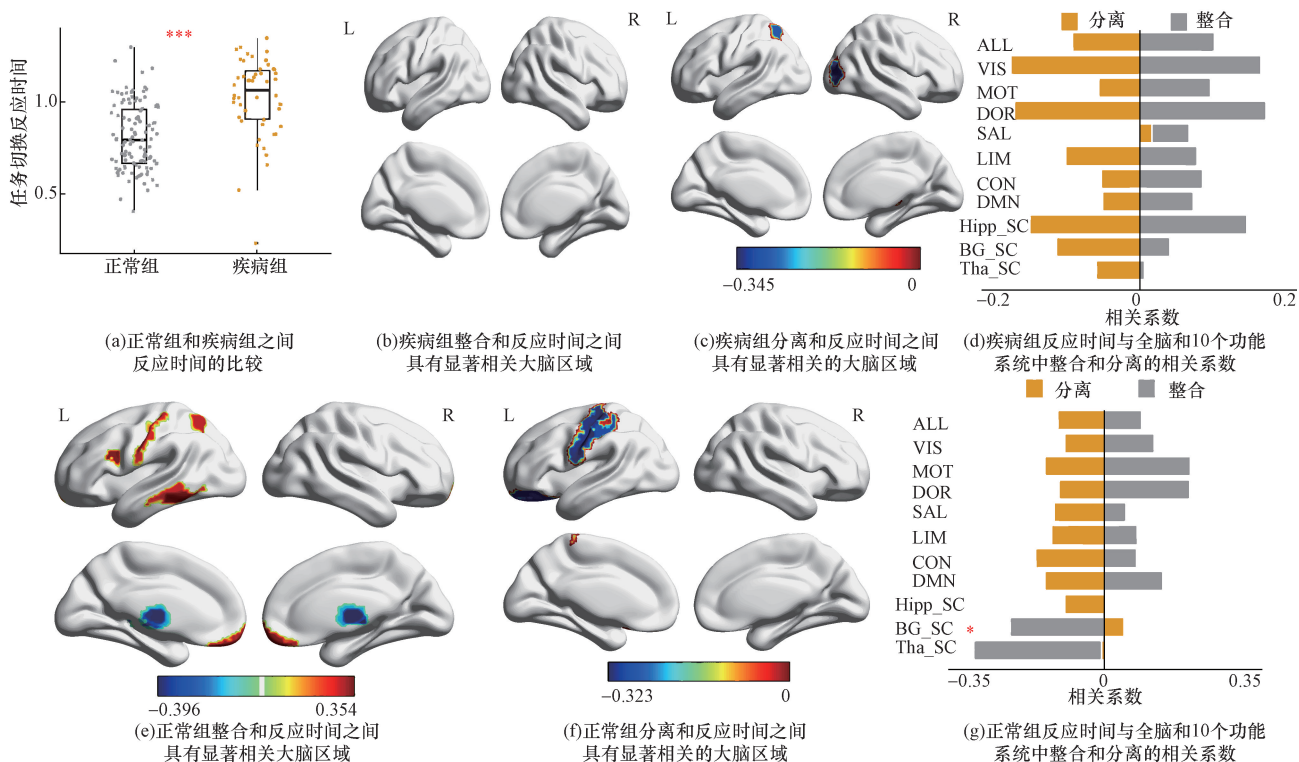 ***
任务切换反应时间
1.0
0.5
正常组
疾病组
(a)正常组和疾病组之间
反应时间的比较
L
R
(b)疾病组整合和反应时间之间
具有显著相关大脑区域
L
R
−0.345
0
(c)疾病组分离和反应时间之间
具有显著相关的大脑区域
分离
整合
ALL
VIS
MOT
DOR
SAL
LIM
CON
DMN
Hipp_SC
BG_SC
Tha_SC
−0.2
0
0.2
相关系数
(d)疾病组反应时间与全脑和10个功能
系统中整合和分离的相关系数
L
R
−0.396
0.354
(e)正常组整合和反应时间之间
具有显著相关大脑区域
L
R
−0.323
0
(f)正常组分离和反应时间之间
具有显著相关的大脑区域
分离
整合
ALL
VIS
MOT
DOR
SAL
LIM
CON
DMN
Hipp_SC
BG_SC *
Tha_SC
−0.35
0
0.35
相关系数
(g)正常组反应时间与全脑和10个功能
系统中整合和分离的相关系数